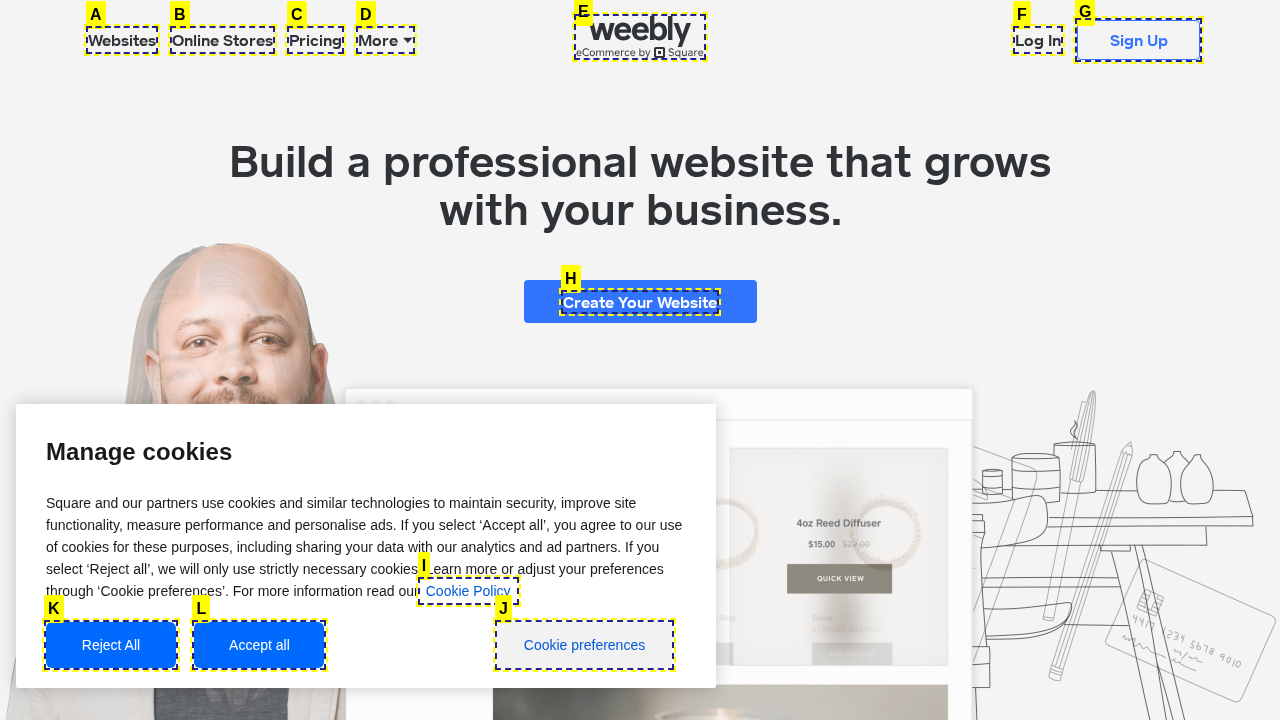 A B C D E F G
Websites Online Stores Pricing More weebly Log In Sign Up
eCommerce by Square
Build a professional website that grows
with your business.
H
Create Your Website
Manage cookies
Square and our partners use cookies and similar technologies to maintain security, improve site
functionality, measure performance and personalise ads. If you select ‘Accept all’, you agree to our use
of cookies for these purposes, including sharing your data with our analytics and ad partners. If you
select ‘Reject all’, we will only use strictly necessary cookies. Learn more or adjust your preferences
through ‘Cookie preferences’. For more information read our Cookie Policy.
I
K L J
Reject All Accept all Cookie preferences
4oz Reed Diffuser
$15.00 $22.00
QUICK VIEW
Ring
Diana
ADD TO CART
4417 1234 5678 9010